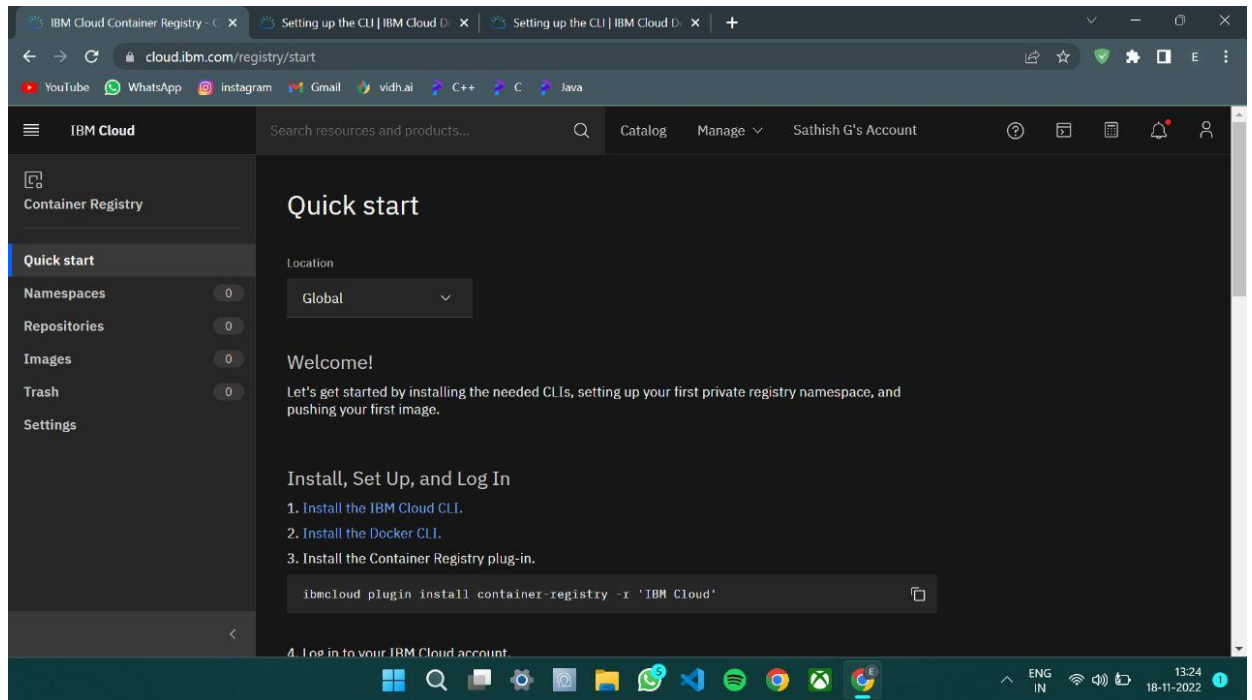 IBM Cloud Container Registry - C
Setting up the CLI | IBM Cloud Do
Setting up the CLI | IBM Cloud Do
cloud.ibm.com/registry/start
E
YouTube WhatsApp instagram Gmail vidh.ai C++ C Java
IBM Cloud
Search resources and products...
Catalog Manage Sathish G's Account
Container Registry
Quick start
Namespaces 0
Repositories 0
Images 0
Trash 0
Settings
Quick start
Location
Global
Welcome!
Let's get started by installing the needed CLIs, setting up your first private registry namespace, and
pushing your first image.
Install, Set Up, and Log In
1. Install the IBM Cloud CLI.
2. Install the Docker CLI.
3. Install the Container Registry plug-in.
ibmcloud plugin install container-registry -r 'IBM Cloud'
4. Log in to your IBM Cloud account.
5
E
ENG
IN
13:24
18-11-2022
1